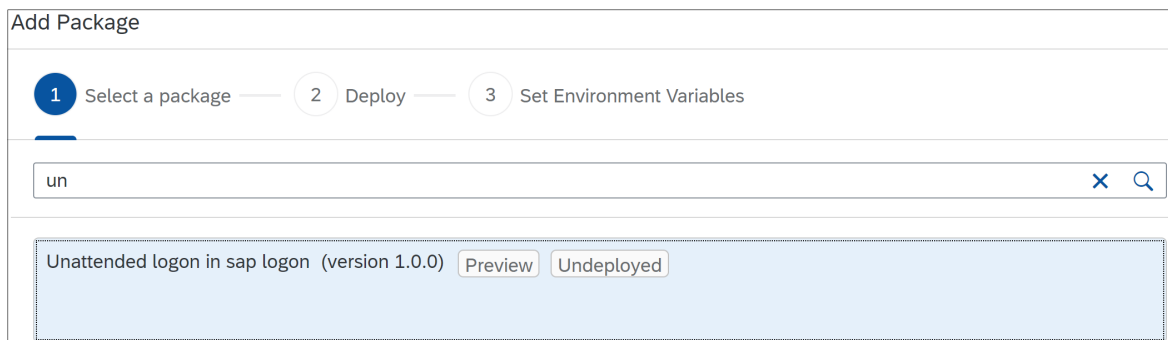 Add Package
1 Select a package 2 Deploy 3 Set Environment Variables
un
Unattended logon in sap logon (version 1.0.0) Preview Undeployed